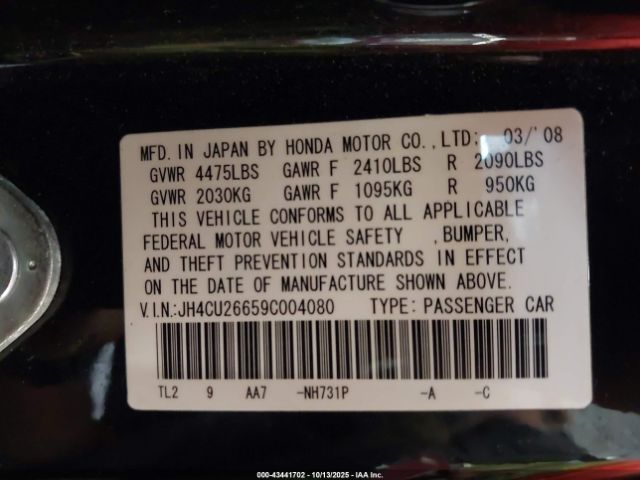 MFD. IN JAPAN BY HONDA MOTOR CO.,LTD: 03/'08
GVWR 4475LBS GAWR F 2410LBS R 2090LBS
GVWR 2030KG GAWR F 1095KG R 950KG
THIS VEHICLE CONFORMS TO ALL APPLICABLE
FEDERAL MOTOR VEHICLE SAFETY ,BUMPER,
AND THEFT PREVENTION STANDARDS IN EFFECT
ON THE DATE OF MANUFACTURE SHOWN ABOVE.
V.I.N:JH4CU26659C004080 TYPE: PASSENGER CAR
TL2 9 AA7 -NH731P -A -C
000-43441702 - 10/13/2025 - IAA Inc.